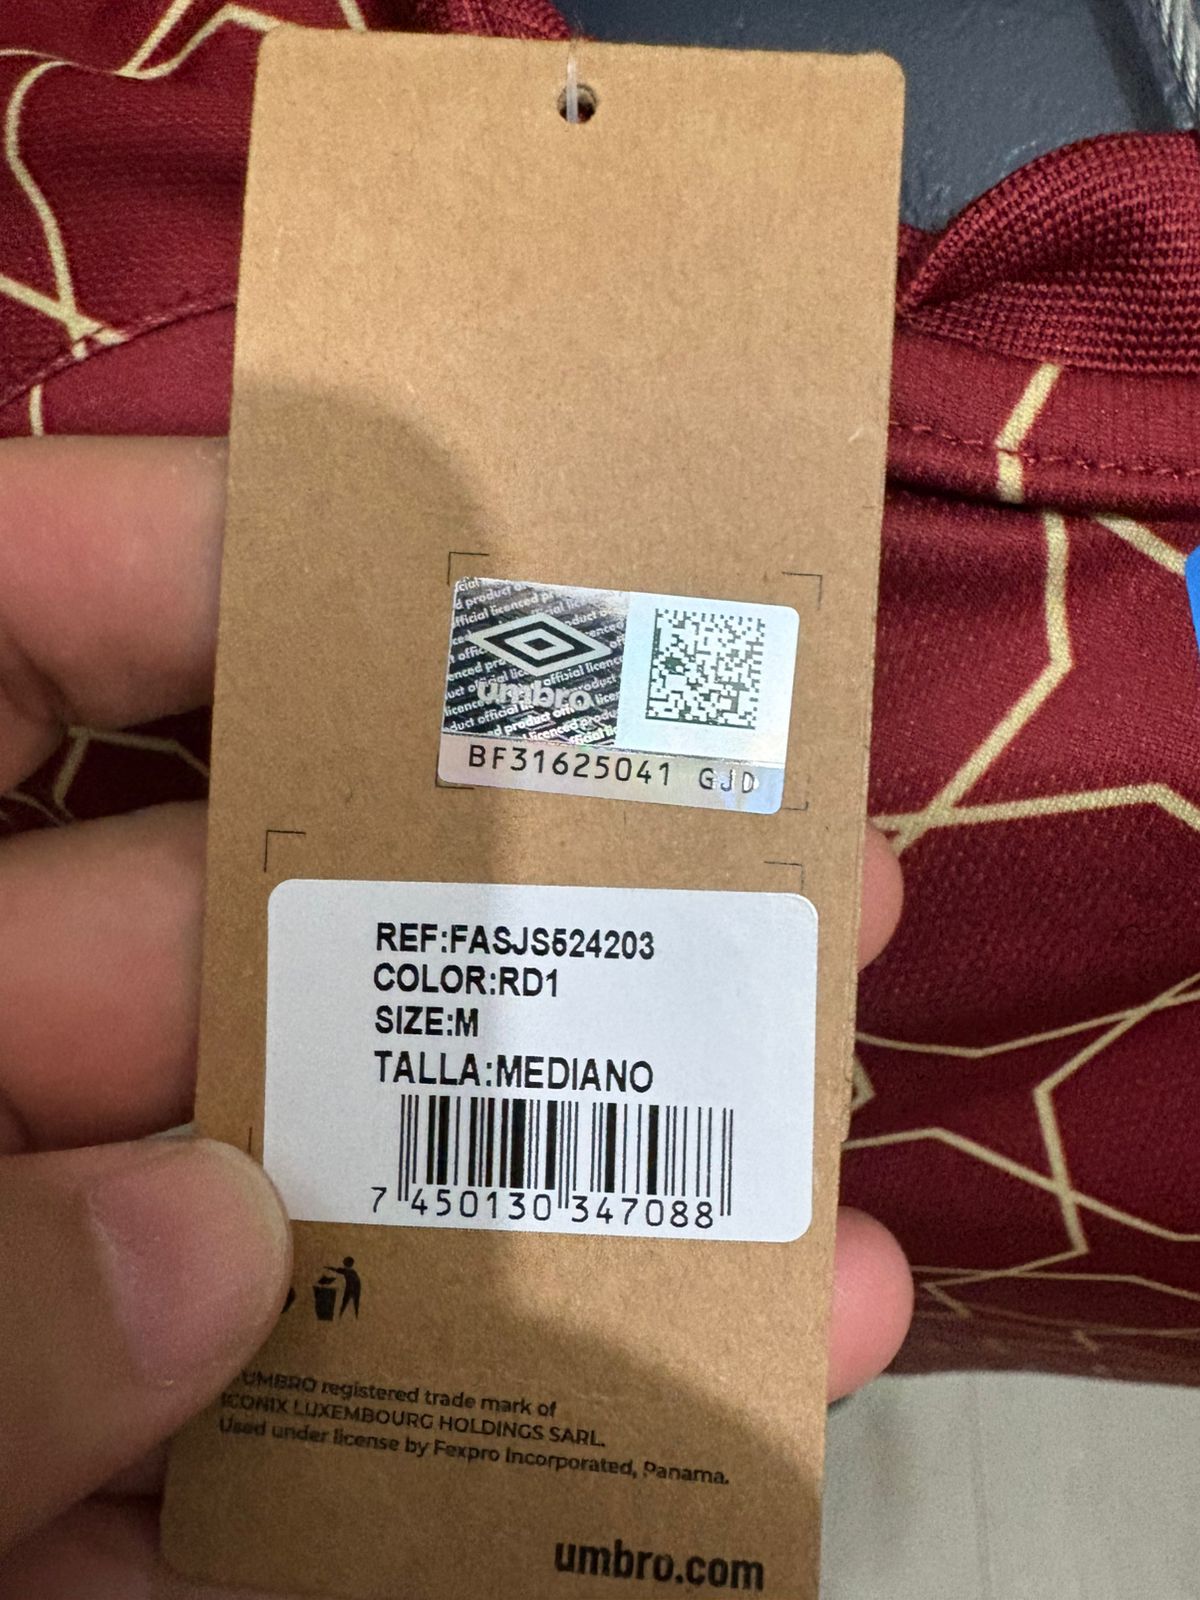 umbro
BF31625041 GJD
REF:FASJS524203
COLOR:RD1
SIZE:M
TALLA:MEDIANO
7 450130 347088
UMBRO registered trade mark of
ICONIX LUXEMBOURG HOLDINGS SARL.
Used under license by Fexpro Incorporated, Panama.
umbro.com